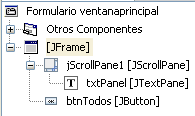 Formulario ventanaprincipal
Otros Componentes
[JFrame]
jScrollPane1 [JScrollPane]
T txtPanel [JTextPane]
btnTodos [JButton]